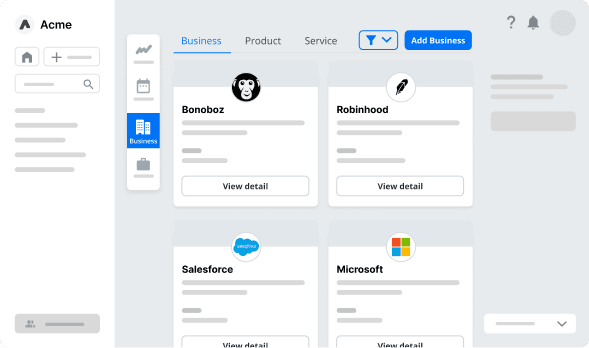 Acme
Business
Product
Service
Add Business
Business
Bonoboz
Robinhood
View detail
View detail
salesforce
Salesforce
Microsoft
View detail
View detail